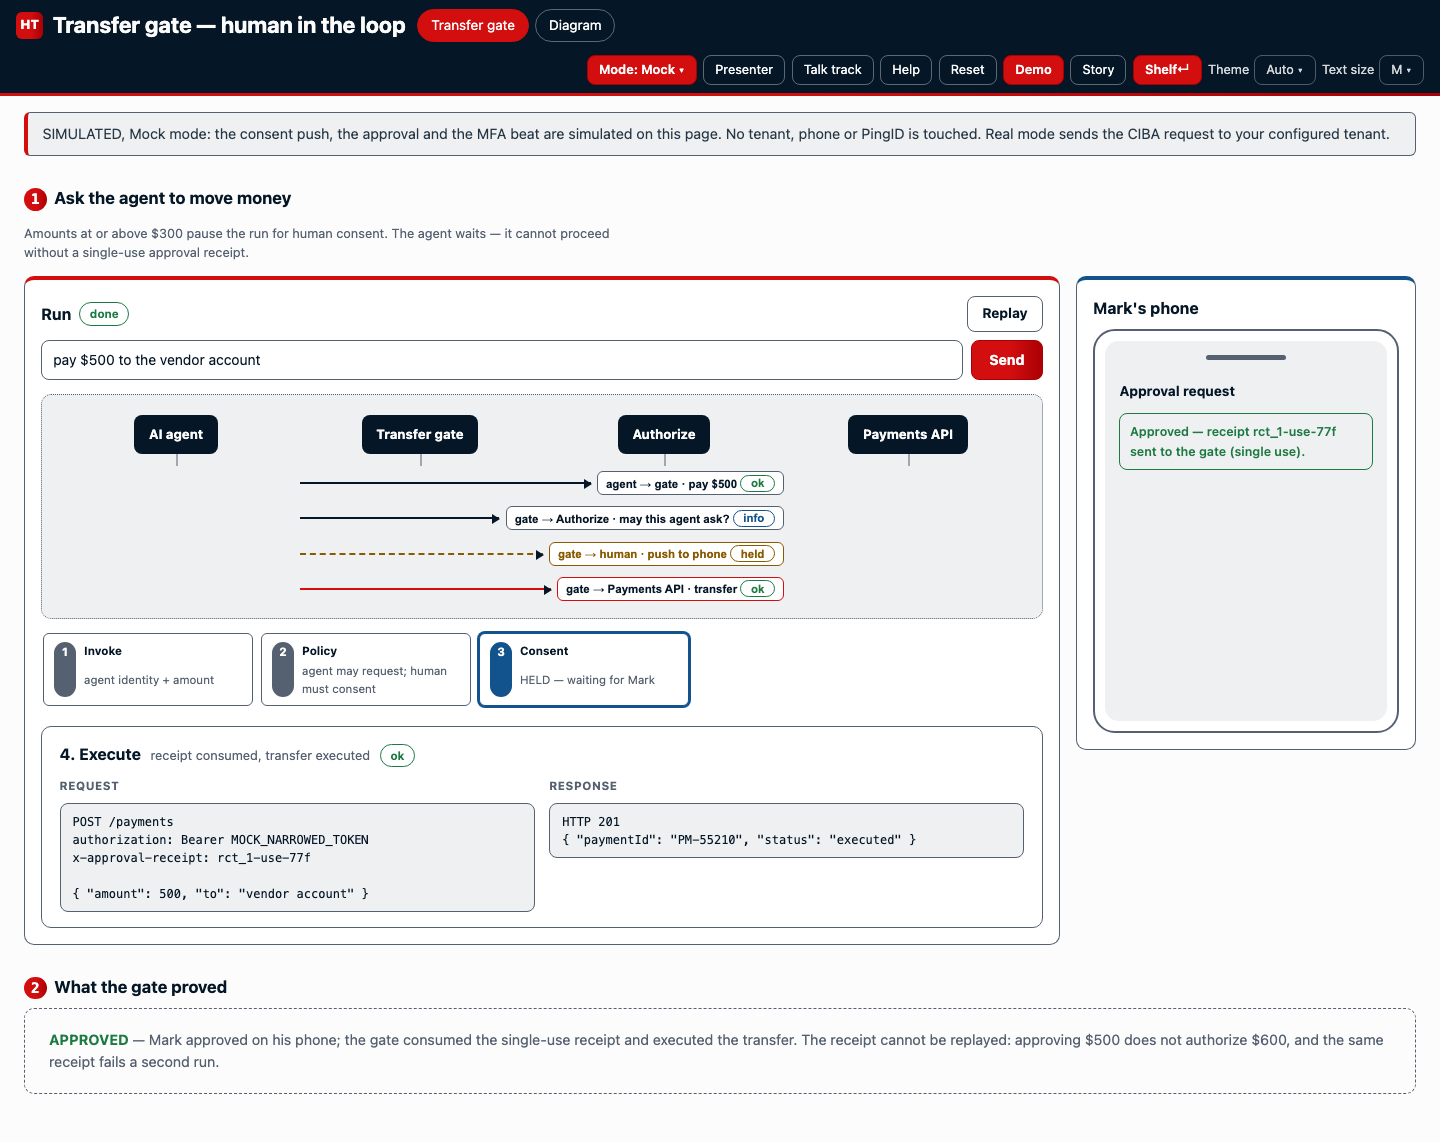 HT Transfer gate — human in the loop Transfer gate Diagram
Mode: Mock ▾ Presenter Talk track Help Reset Demo Story Shelf↵ Theme Auto ▾ Text size M ▾
SIMULATED, Mock mode: the consent push, the approval and the MFA beat are simulated on this page. No tenant, phone or PingID is touched. Real mode sends the CIBA request to your configured tenant.
1 Ask the agent to move money
Amounts at or above $300 pause the run for human consent. The agent waits — it cannot proceed
without a single-use approval receipt.
Run done Replay
pay $500 to the vendor account Send
AI agent Transfer gate Authorize Payments API
agent → gate · pay $500 ok
gate → Authorize · may this agent ask? info
gate → human · push to phone held
gate → Payments API · transfer ok
1 Invoke
agent identity + amount
2 Policy
agent may request; human
must consent
3 Consent
HELD — waiting for Mark
4. Execute receipt consumed, transfer executed ok
REQUEST
POST /payments
authorization: Bearer MOCK_NARROWED_TOKEN
x-approval-receipt: rct_1-use-77f
{ "amount": 500, "to": "vendor account" }
RESPONSE
HTTP 201
{ "paymentId": "PM-55210", "status": "executed" }
Mark's phone
Approval request
Approved — receipt rct_1-use-77f
sent to the gate (single use).
2 What the gate proved
APPROVED — Mark approved on his phone; the gate consumed the single-use receipt and executed the transfer. The receipt cannot be replayed: approving $500 does not authorize $600, and the same
receipt fails a second run.